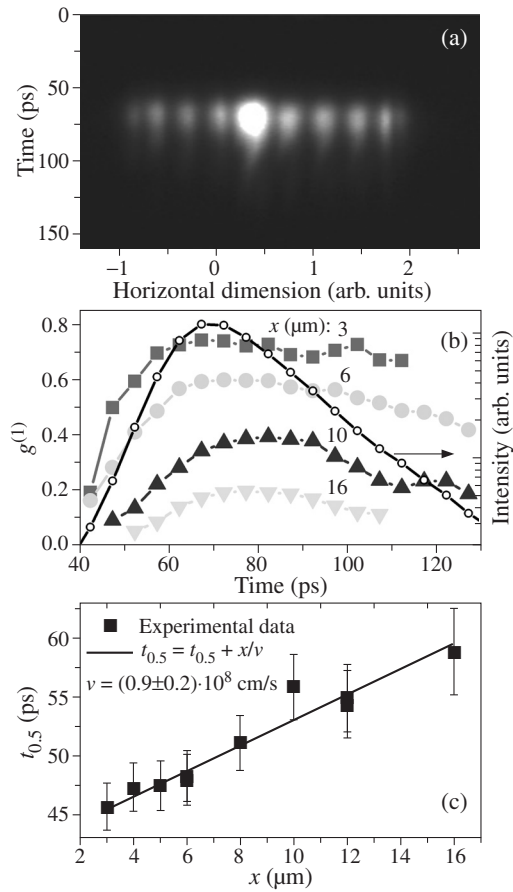 (a)
0
50
100
150
Time (ps)
−1 0 1 2
Horizontal dimension (arb. units)
(b)
x (μm): 3
6
10
16
0.8
0.6
0.4
0.2
0.0
g(1)
Intensity (arb. units)
40 60 80 100 120
Time (ps)
Experimental data
t0.5 = t0.5 + x/v
v = (0.9±0.2)·10⁸ cm/s
60
55
50
45
t0.5 (ps)
(c)
2 4 6 8 10 12 14 16
x (μm)